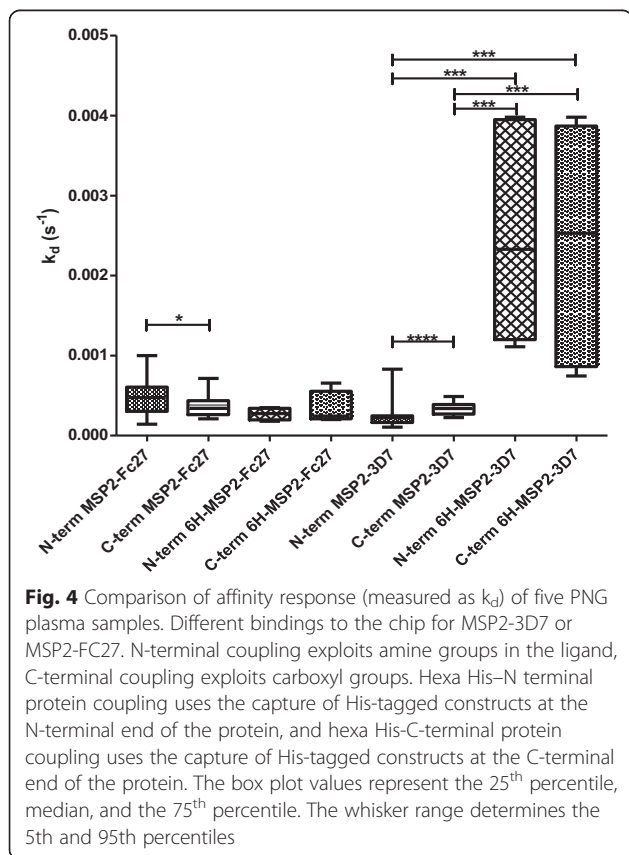 0.005
0.004
0.003
0.002
0.001
0.000
k_d (s^-1)
***
***
***
***
*
****
N-term MSP2-Fc27
C-term MSP2-Fc27
N-term 6H-MSP2-Fc27
C-term 6H-MSP2-Fc27
N-term MSP2-3D7
C-term MSP2-3D7
N-term 6H-MSP2-3D7
C-term 6H-MSP2-3D7
Fig. 4 Comparison of affinity response (measured as k_d) of five PNG
plasma samples. Different bindings to the chip for MSP2-3D7 or
MSP2-FC27. N-terminal coupling exploits amine groups in the ligand,
C-terminal coupling exploits carboxyl groups. Hexa His–N terminal
protein coupling uses the capture of His-tagged constructs at the
N-terminal end of the protein, and hexa His-C-terminal protein
coupling uses the capture of His-tagged constructs at the C-terminal
end of the protein. The box plot values represent the 25th percentile,
median, and the 75th percentile. The whisker range determines the
5th and 95th percentiles